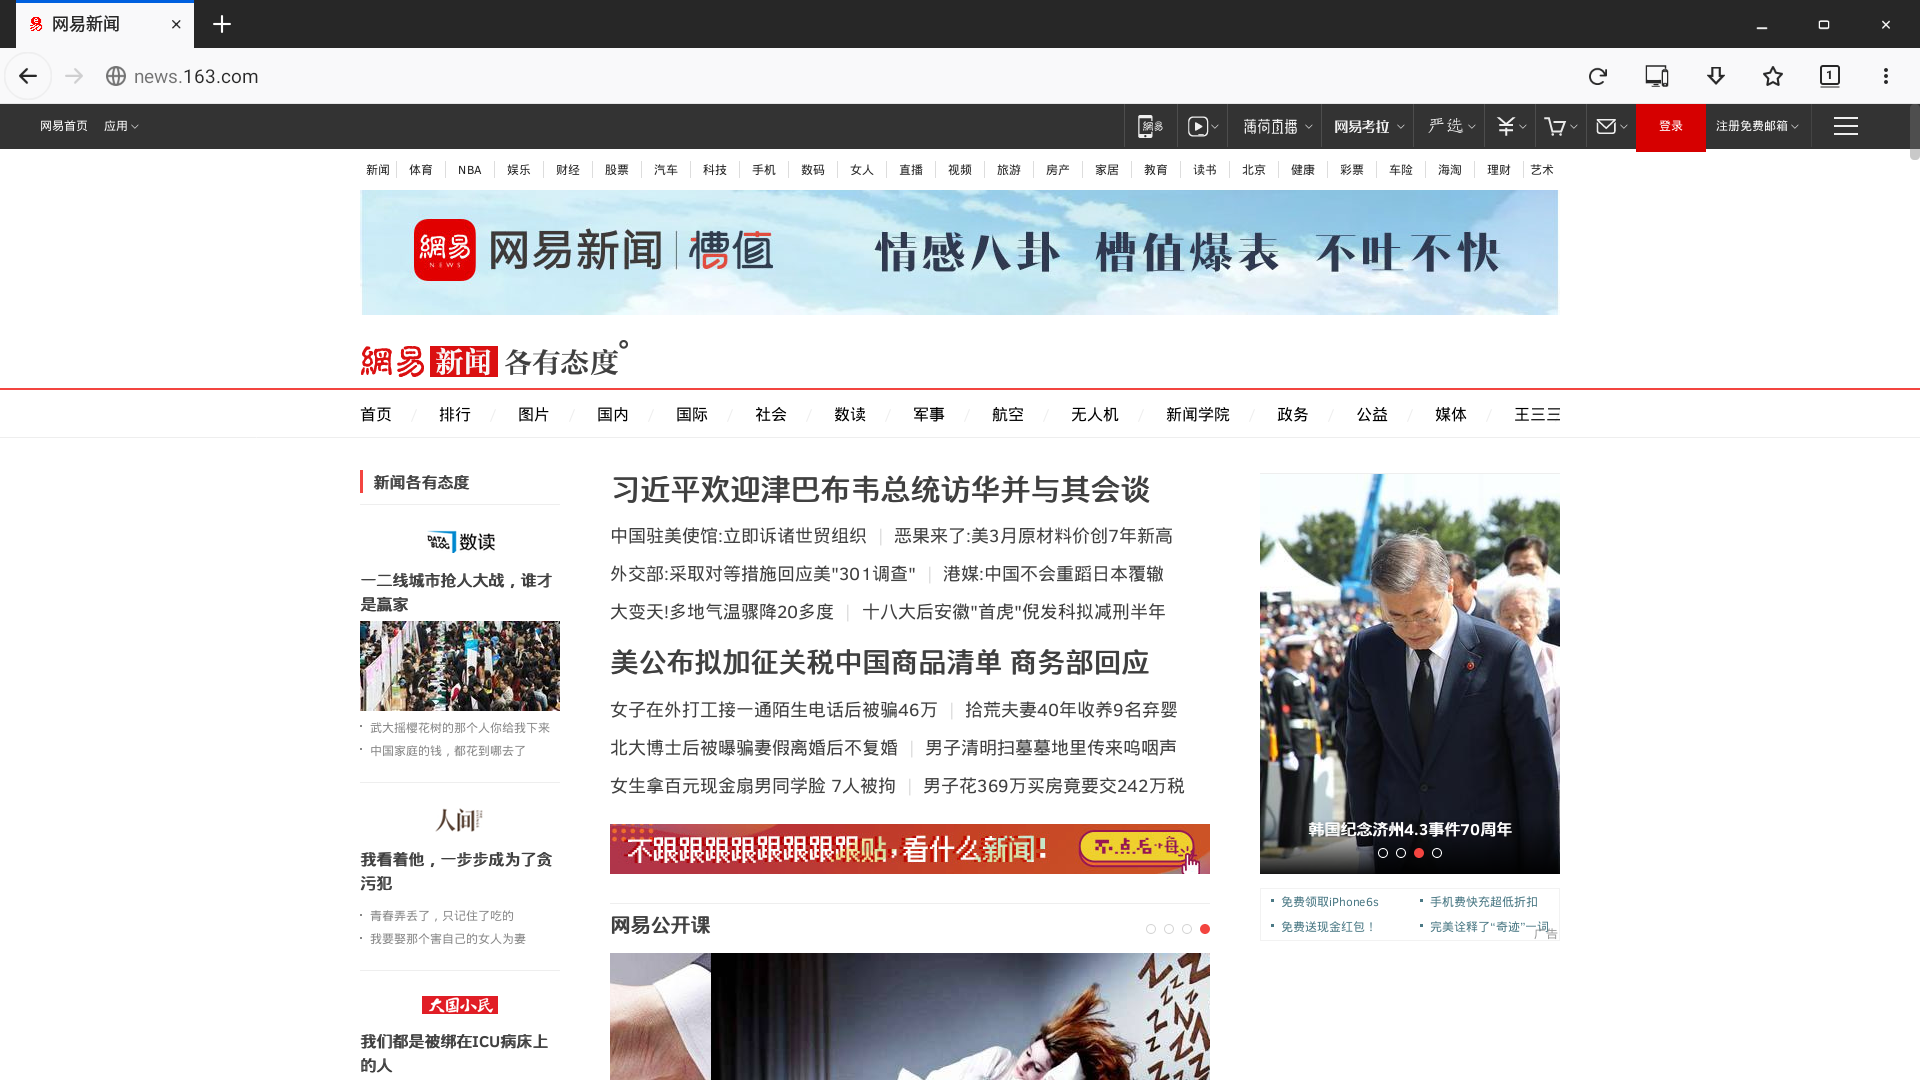 网易新闻
news.163.com
1
网易首页 应用 網易 薄荷直播 网易考拉 严选 登录 注册免费邮箱
新闻 体育 NBA 娱乐 财经 股票 汽车 科技 手机 数码 女人 直播 视频 旅游 房产 家居 教育 读书 北京 健康 彩票 车险 海淘 理财 艺术
網易 NEWS 网易新闻 槽值 情感八卦 槽值爆表 不吐不快
網易 新闻 各有态度
首页 排行 图片 国内 国际 社会 数读 军事 航空 无人机 新闻学院 政务 公益 媒体 王三三
新闻各有态度
DATA BLOG 数读
一二线城市抢人大战，谁才
是赢家
武大摇樱花树的那个人你给我下来
中国家庭的钱，都花到哪去了
人间
我看着他，一步步成为了贪
污犯
青春弄丢了，只记住了吃的
我要娶那个害自己的女人为妻
大国小民
我们都是被绑在ICU病床上
的人
习近平欢迎津巴布韦总统访华并与其会谈
中国驻美使馆:立即诉诸世贸组织 | 恶果来了:美3月原材料价创7年新高
外交部:采取对等措施回应美"301调查" | 港媒:中国不会重蹈日本覆辙
大变天!多地气温骤降20多度 | 十八大后安徽"首虎"倪发科拟减刑半年
美公布拟加征关税中国商品清单 商务部回应
女子在外打工接一通陌生电话后被骗46万 | 拾荒夫妻40年收养9名弃婴
北大博士后被曝骗妻假离婚后不复婚 | 男子清明扫墓墓地里传来呜咽声
女生拿百元现金扇男同学脸 7人被拘 | 男子花369万买房竟要交242万税
不跟跟跟跟跟跟跟跟贴,看什么新闻! 不点后悔
网易公开课
韩国纪念济州4.3事件70周年
免费领取iPhone6s 手机费快充超低折扣
免费送现金红包！ 完美诠释了“奇迹”一词
广告